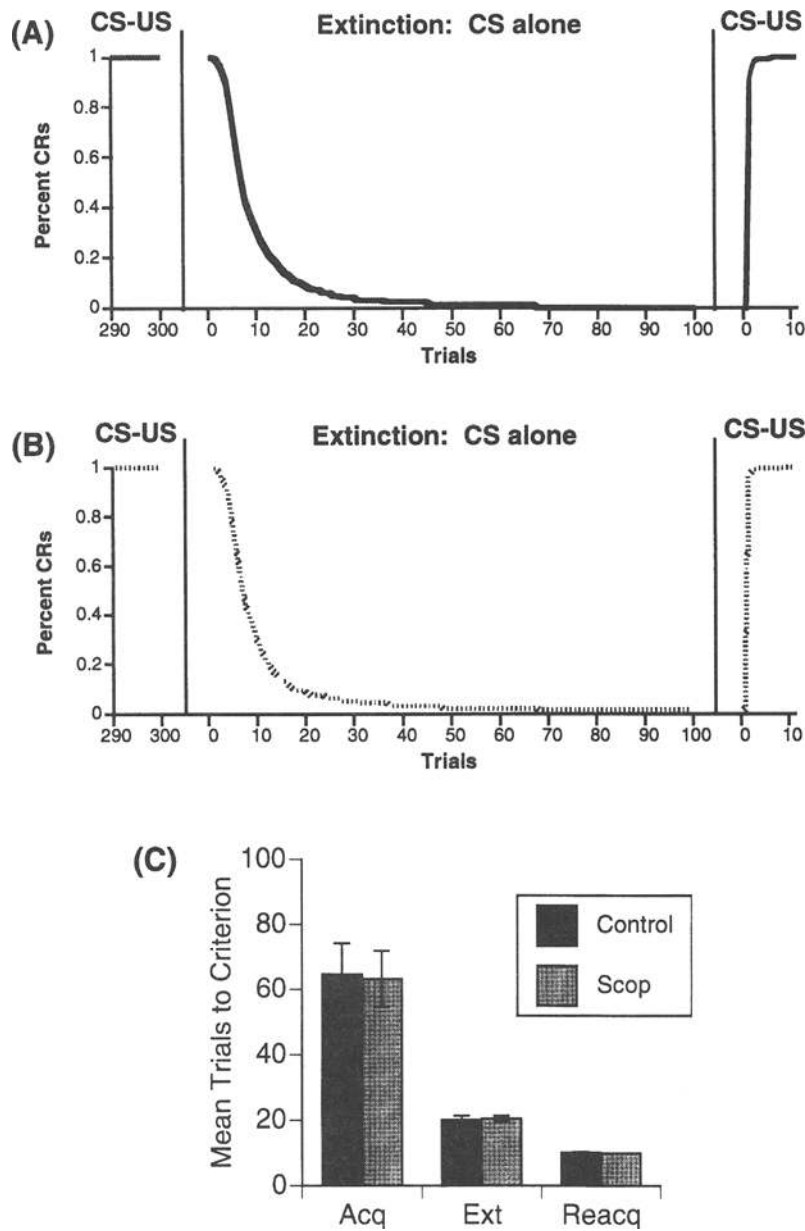 (A)
CS-US
Extinction: CS alone
CS-US
Percent CRs
1
0.8
0.6
0.4
0.2
0
290 300 0 10 20 30 40 50 60 70 80 90 100 0 10
Trials
(B)
CS-US
Extinction: CS alone
CS-US
Percent CRs
1
0.8
0.6
0.4
0.2
0
290 300 0 10 20 30 40 50 60 70 80 90 100 0 10
Trials
(C)
Mean Trials to Criterion
100
80
60
40
20
0
Control
Scop
Acq Ext Reacq